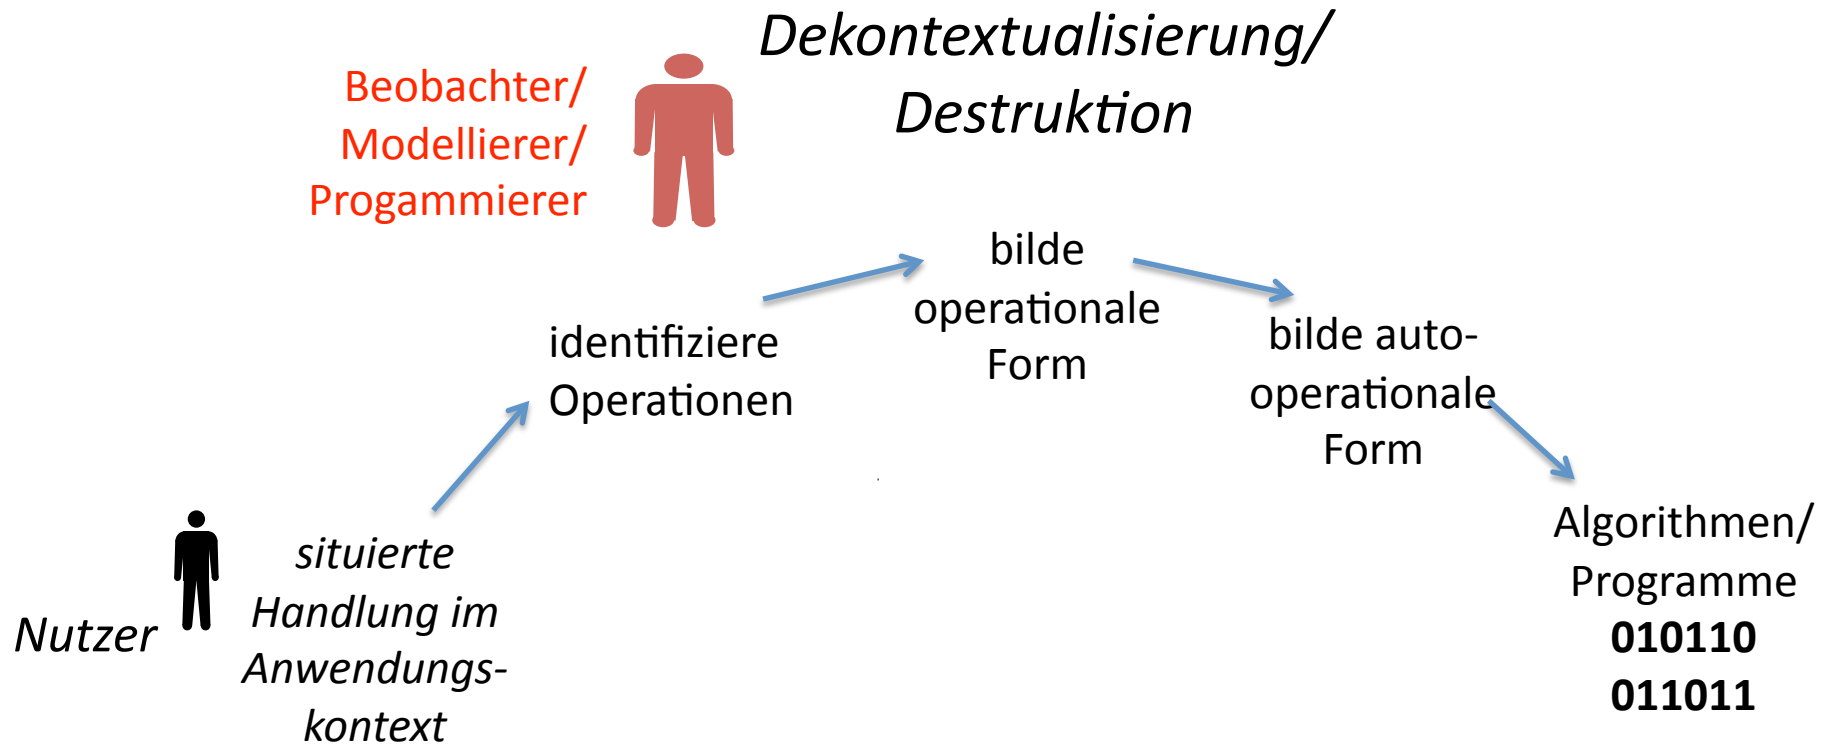 Dekontextualisierung/
Destruktion
Beobachter/
Modellierer/
Progammierer
bilde
operationale
Form
identifiziere
Operationen
bilde auto-
operationale
Form
situierte
Handlung im
Anwendungs-
kontext
Nutzer
Algorithmen/
Programme
010110
011011